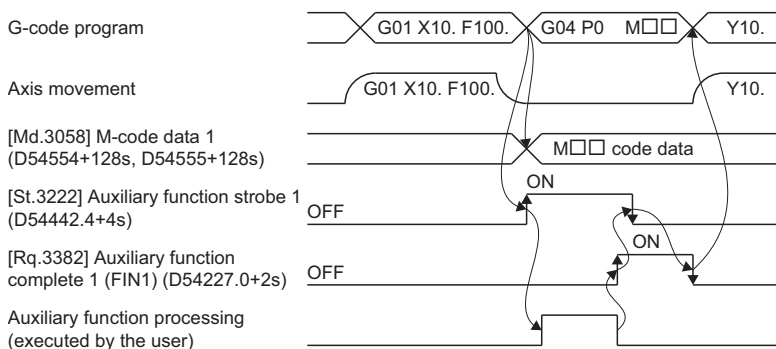 G-code program
G01 X10. F100.
G04 P0 M□□
Y10.
Axis movement
G01 X10. F100.
Y10.
[Md.3058] M-code data 1
(D54554+128s, D54555+128s)
M□□ code data
[St.3222] Auxiliary function strobe 1
(D54442.4+4s)
OFF
ON
[Rq.3382] Auxiliary function
complete 1 (FIN1) (D54227.0+2s)
OFF
ON
Auxiliary function processing
(executed by the user)